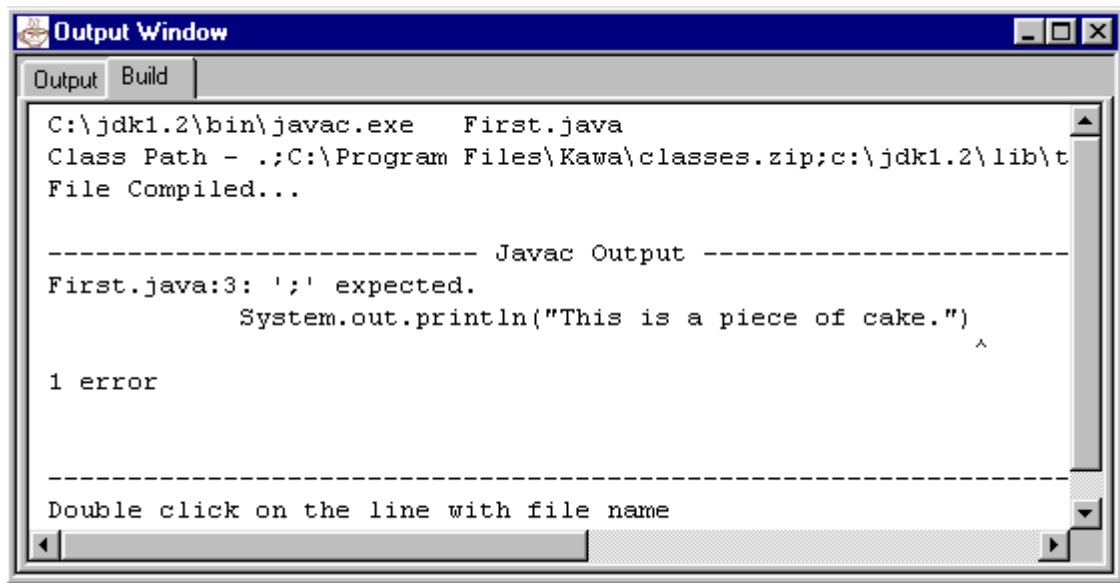 Output Window
Output Build
C:\jdk1.2\bin\javac.exe   First.java
Class Path - .;C:\Program Files\Kawa\classes.zip;c:\jdk1.2\lib\t
File Compiled...
--------------------------- Javac Output -----------------------
First.java:3: ';' expected.
            System.out.println("This is a piece of cake.")
                                                          ^
1 error
----------------------------------------------------------------
Double click on the line with file name